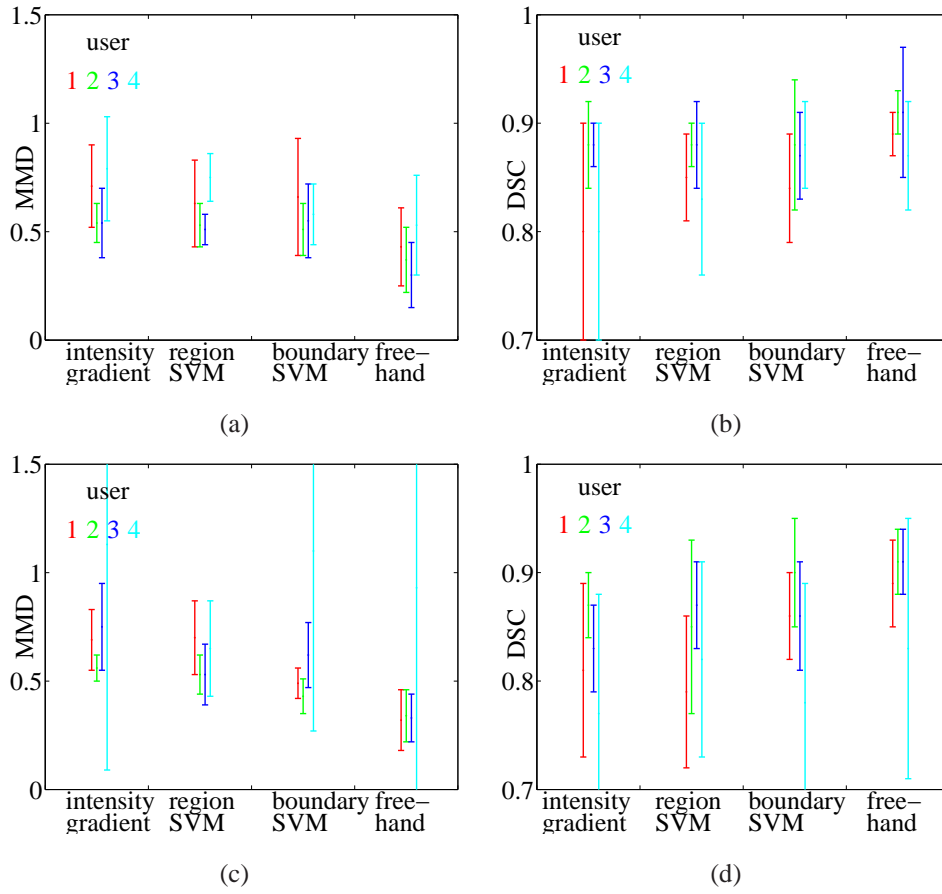 1.5
user
1 2 3 4
1
MMD
0.5
0
intensity gradient
region SVM
boundary SVM
free− hand
(a)
1
user
1 2 3 4
0.9
DSC
0.8
0.7
intensity gradient
region SVM
boundary SVM
free− hand
(b)
1.5
user
1 2 3 4
1
MMD
0.5
0
intensity gradient
region SVM
boundary SVM
free− hand
(c)
1
user
1 2 3 4
0.9
DSC
0.8
0.7
intensity gradient
region SVM
boundary SVM
free− hand
(d)